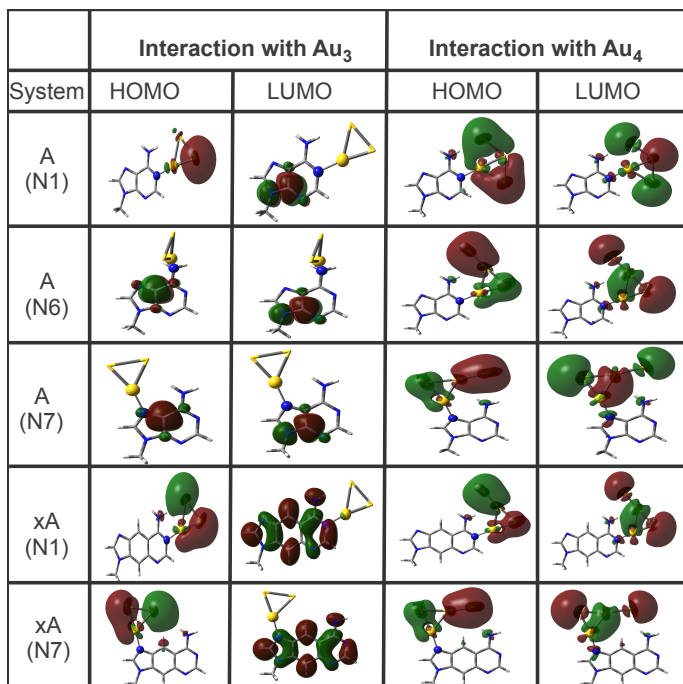 Interaction with Au₃ Interaction with Au₄
System HOMO LUMO HOMO LUMO
A
(N1)
A
(N6)
A
(N7)
xA
(N1)
xA
(N7)